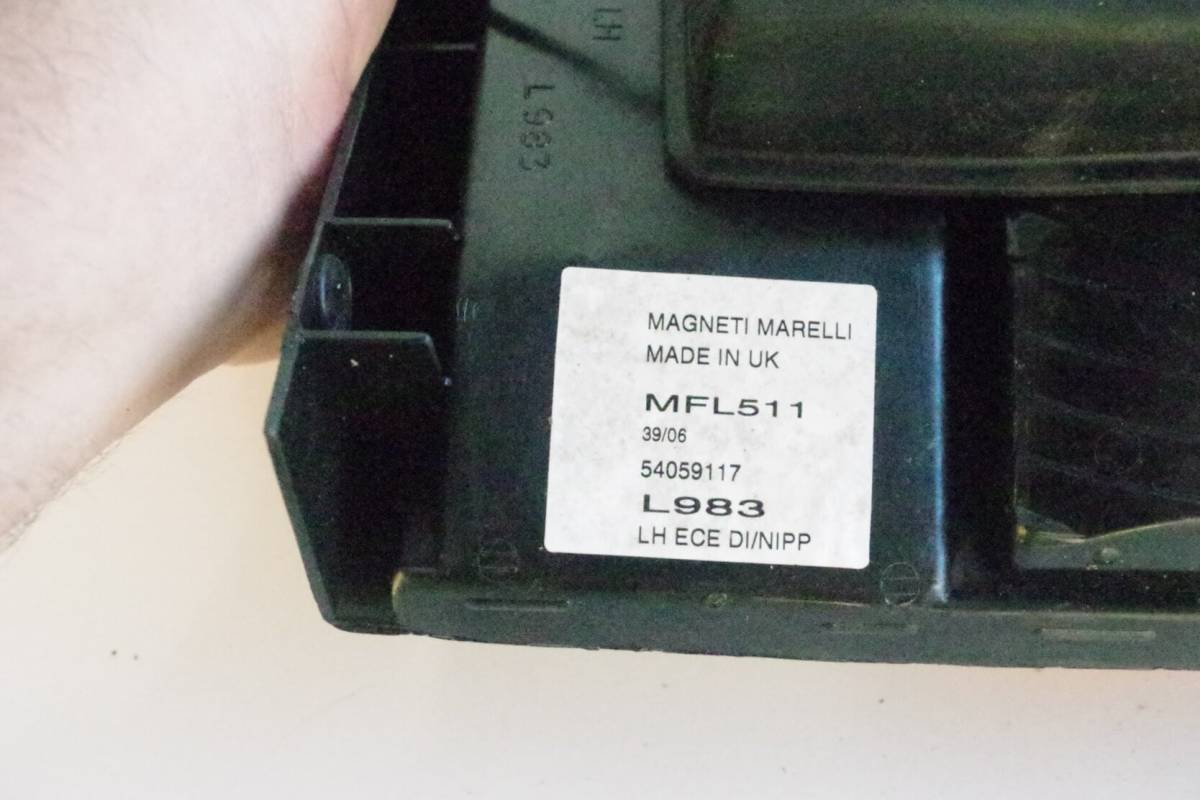 LH
L983
MAGNETI MARELLI
MADE IN UK
MFL511
39/06
54059117
L983
LH ECE DI/NIPP